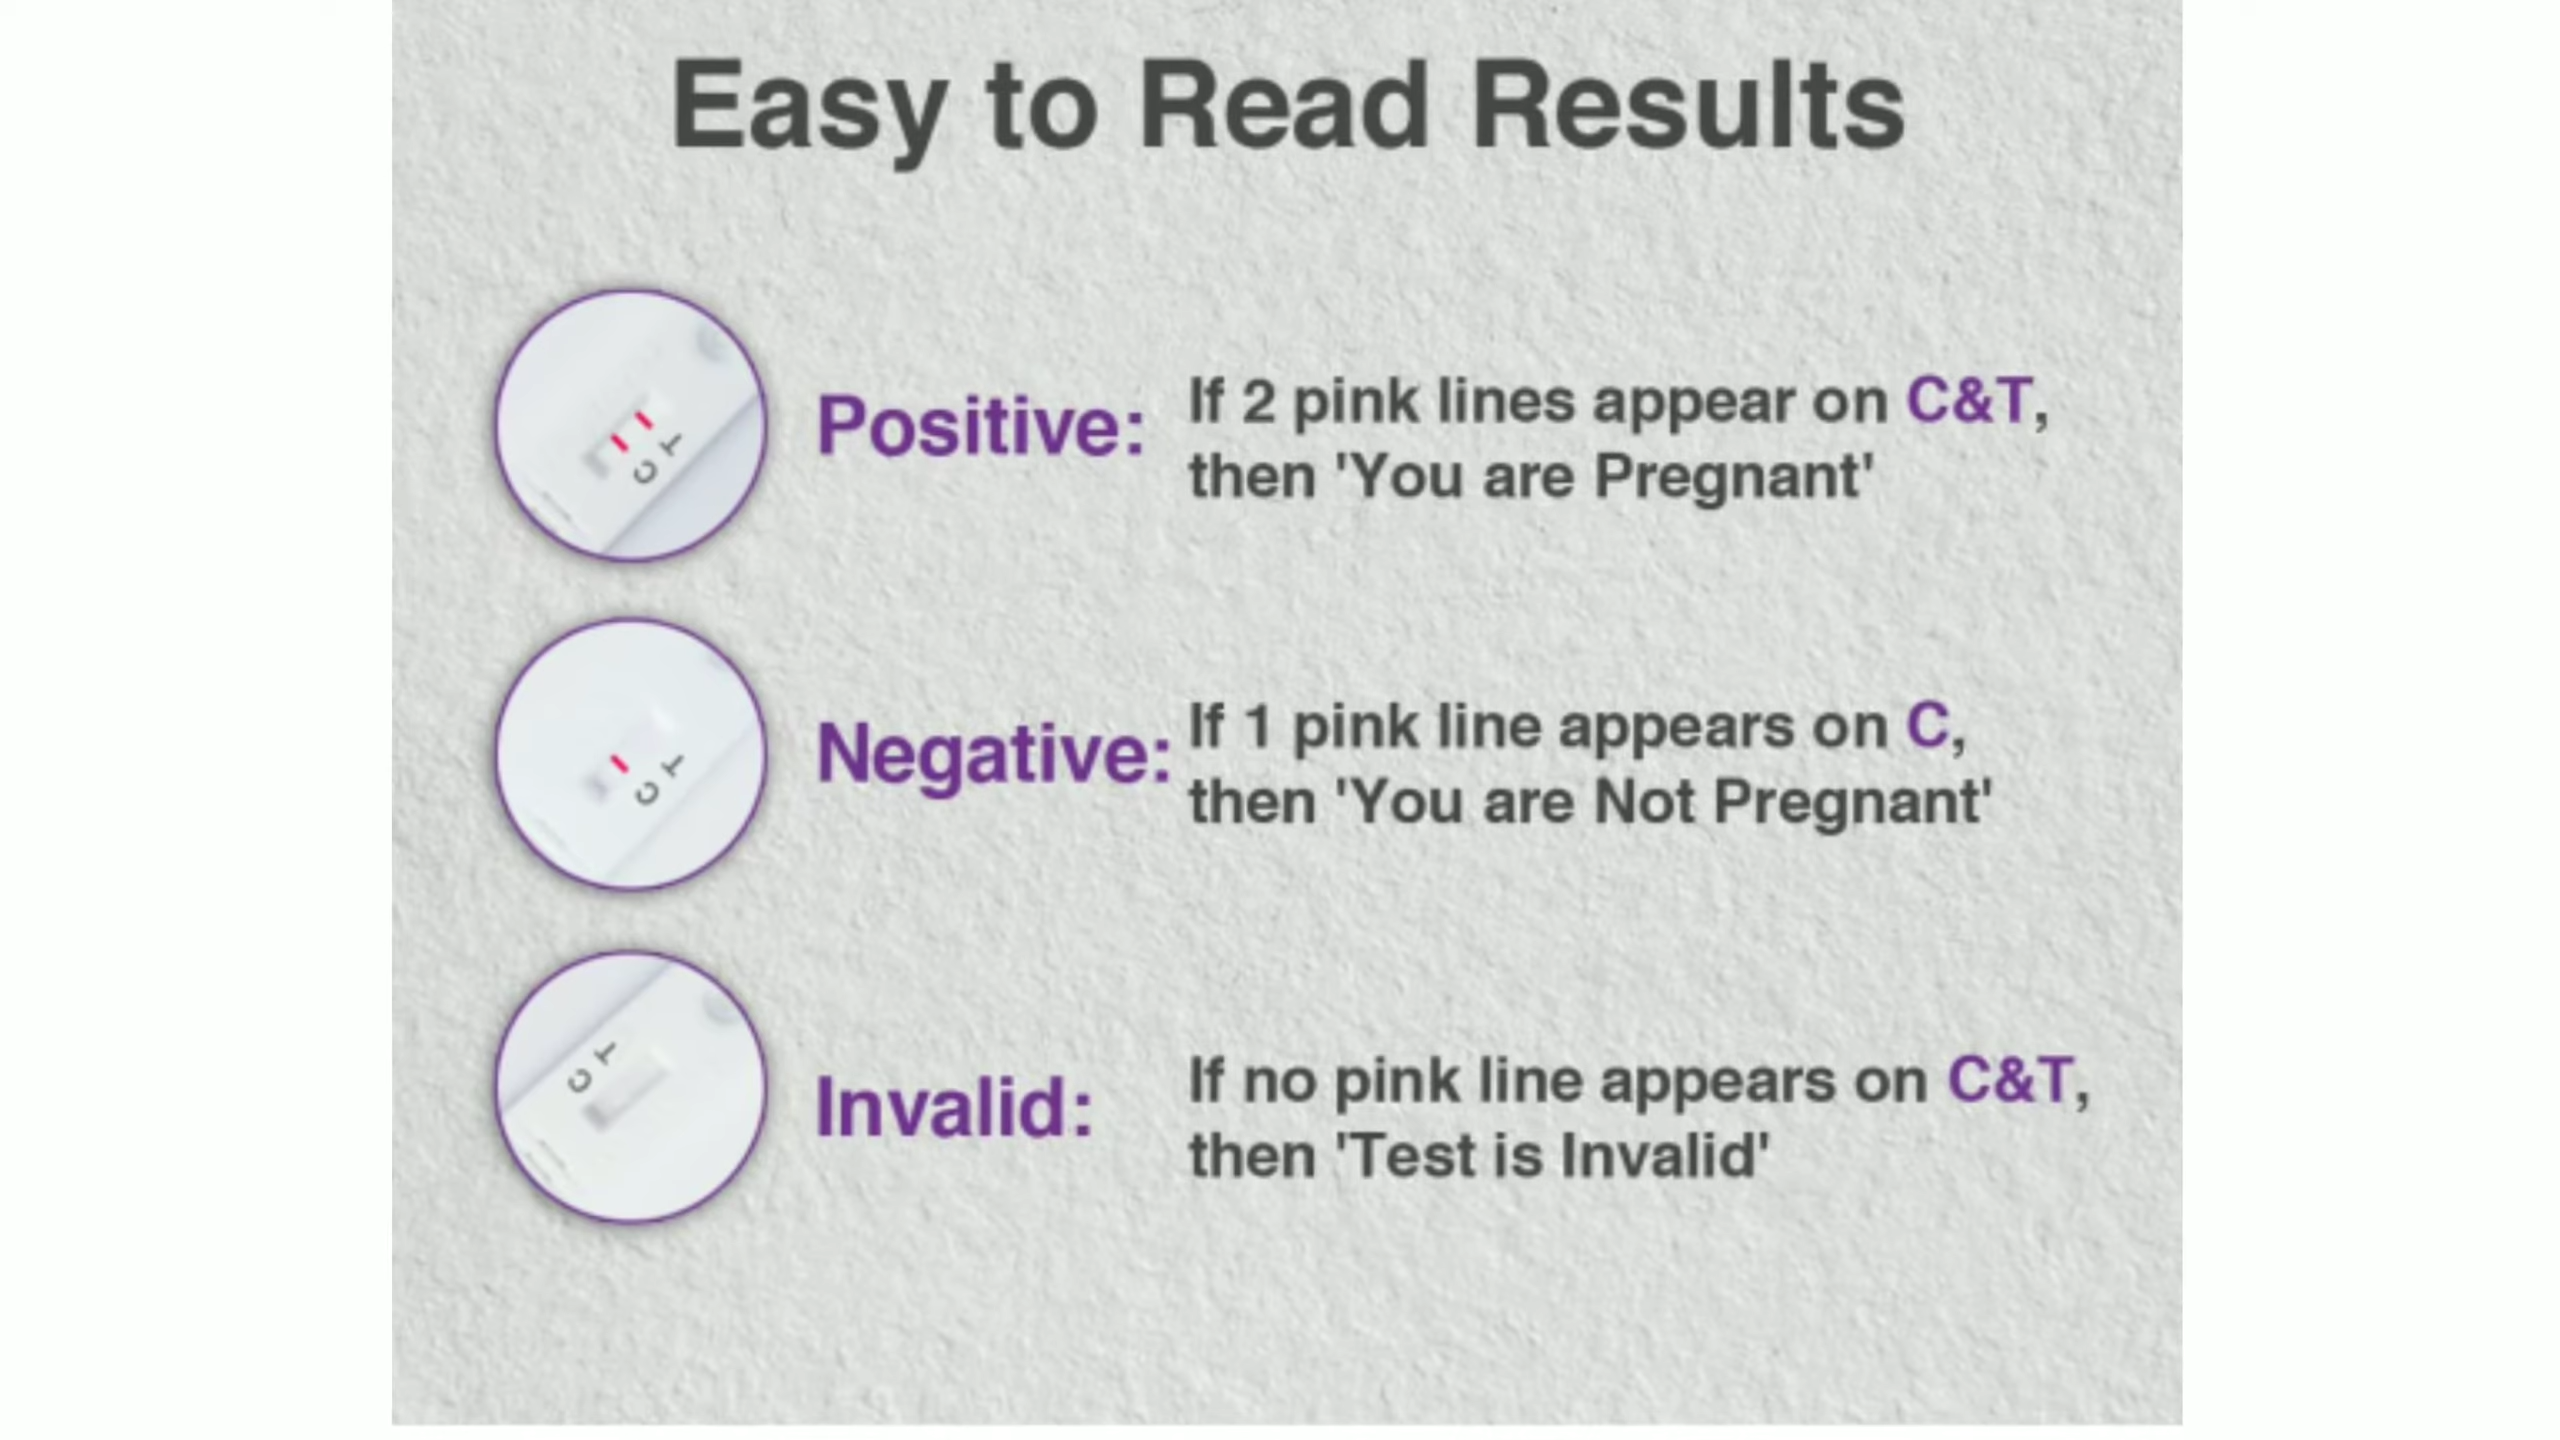 Easy to Read Results
C T
Positive: If 2 pink lines appear on C&T,
then 'You are Pregnant'
C T
Negative: If 1 pink line appears on C,
then 'You are Not Pregnant'
C T
Invalid: If no pink line appears on C&T,
then 'Test is Invalid'